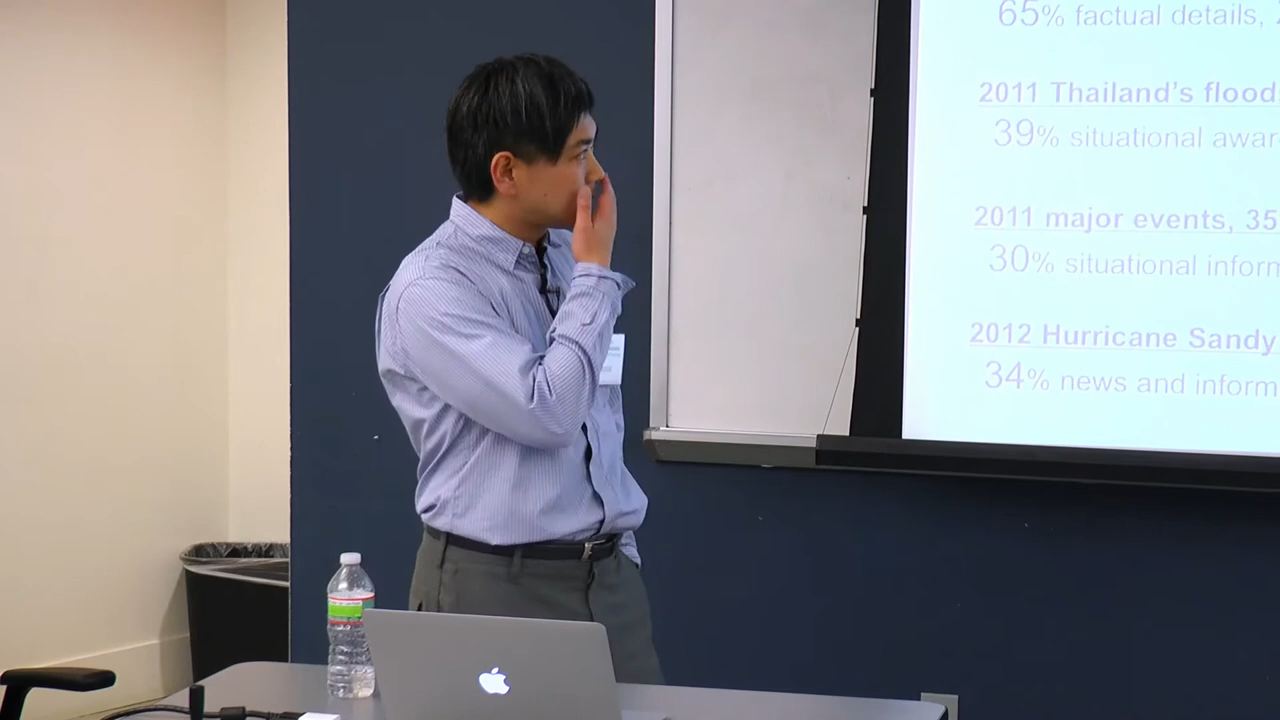 65% factual details,
2011 Thailand's flood
39% situational awar
2011 major events, 35
30% situational inform
2012 Hurricane Sandy
34% news and inform